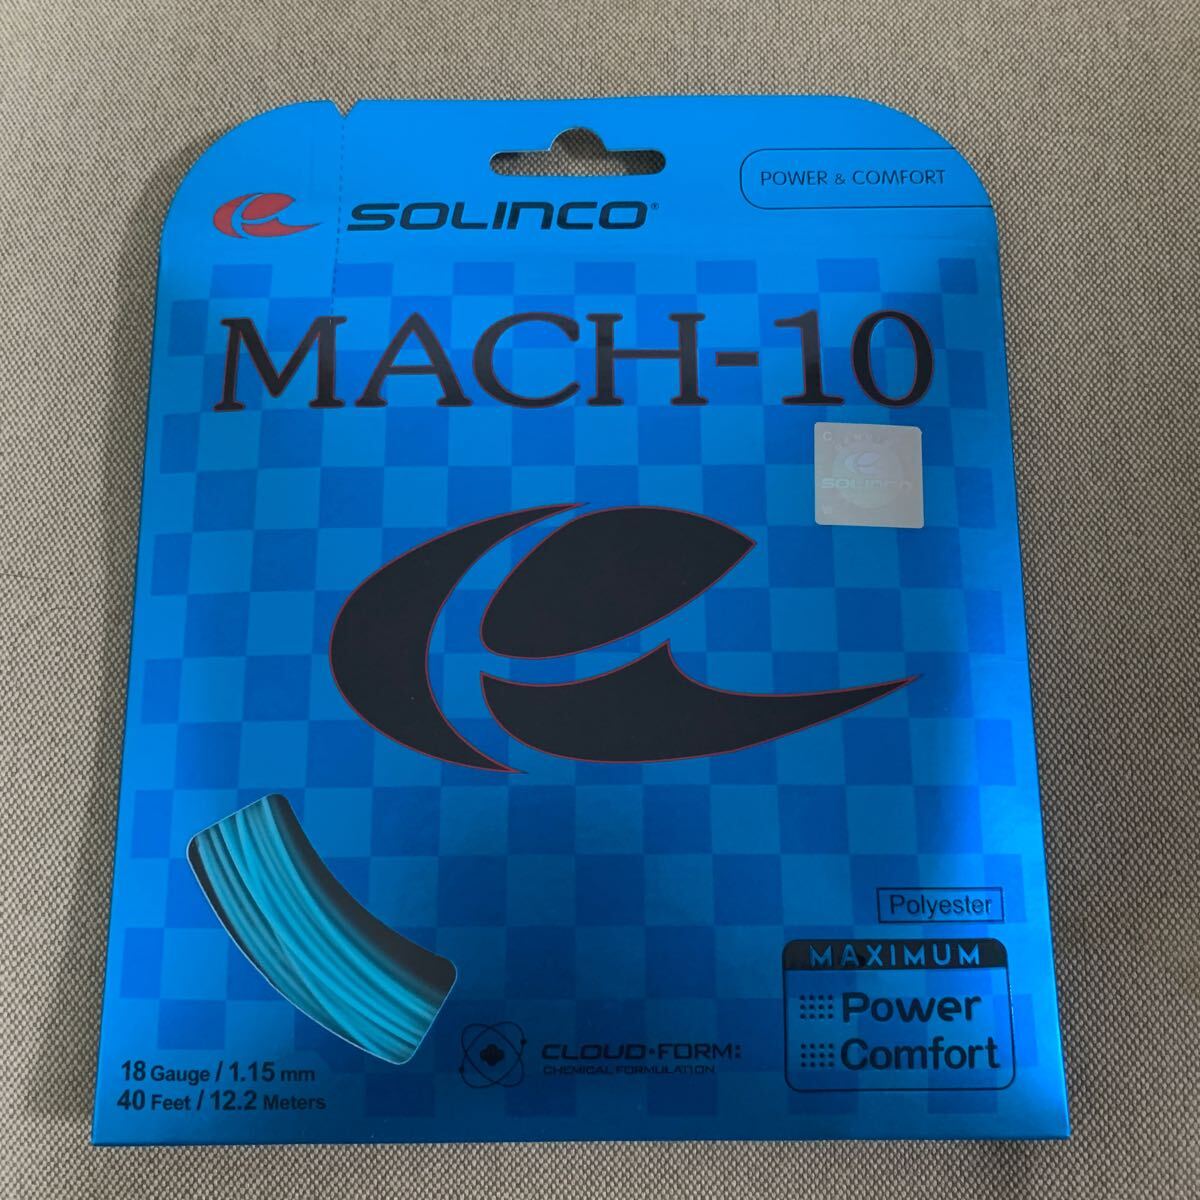 POWER & COMFORT
SOLINCO®
MACH-10
SOLINCO
Polyester
MAXIMUM
Power
Comfort
CLOUD·FORM:
CHEMICAL FORMULATION
18 Gauge / 1.15 mm
40 Feet / 12.2 Meters